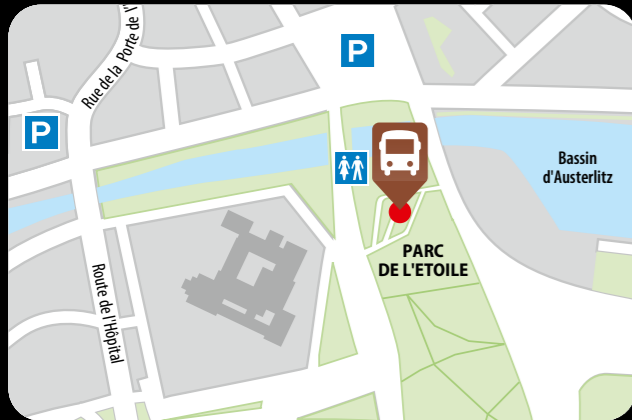 P
Rue de la Porte de l'
P
Bassin
d'Austerlitz
PARC
DE L'ETOILE
Route de l'Hôpital